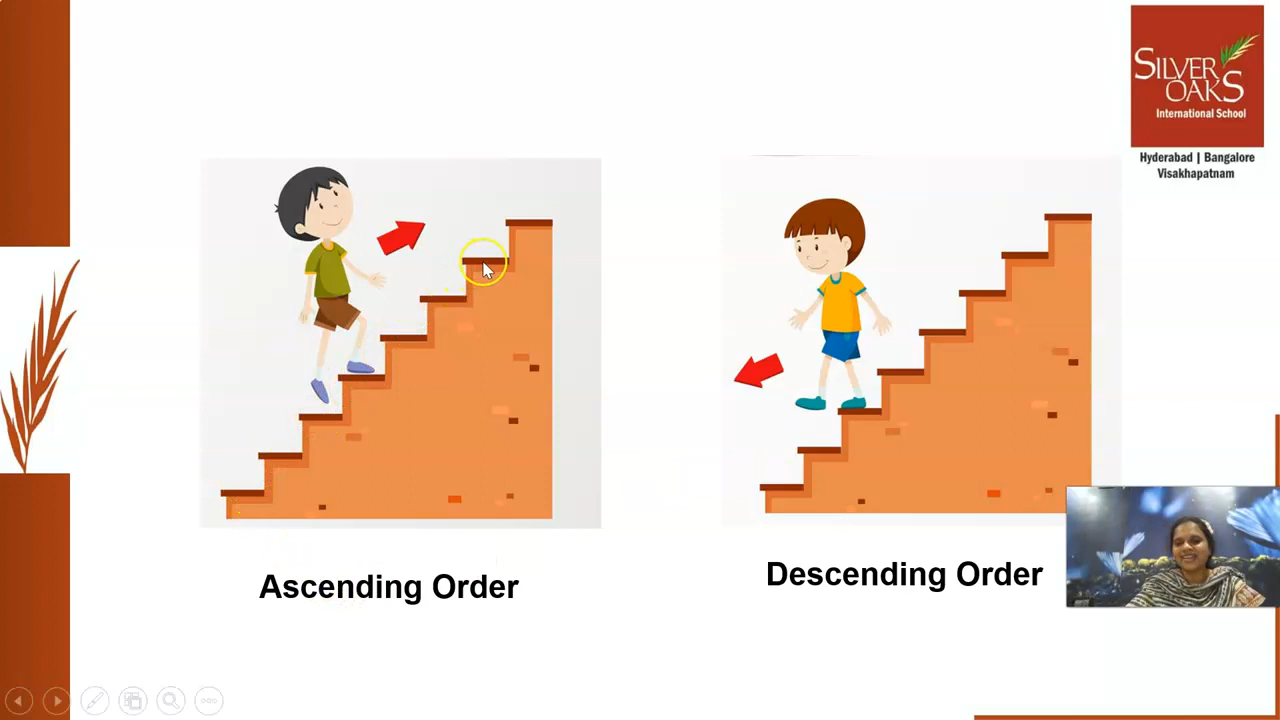 SILVER
OAKS
International School
Hyderabad | Bangalore
Visakhapatnam
Ascending Order
Descending Order